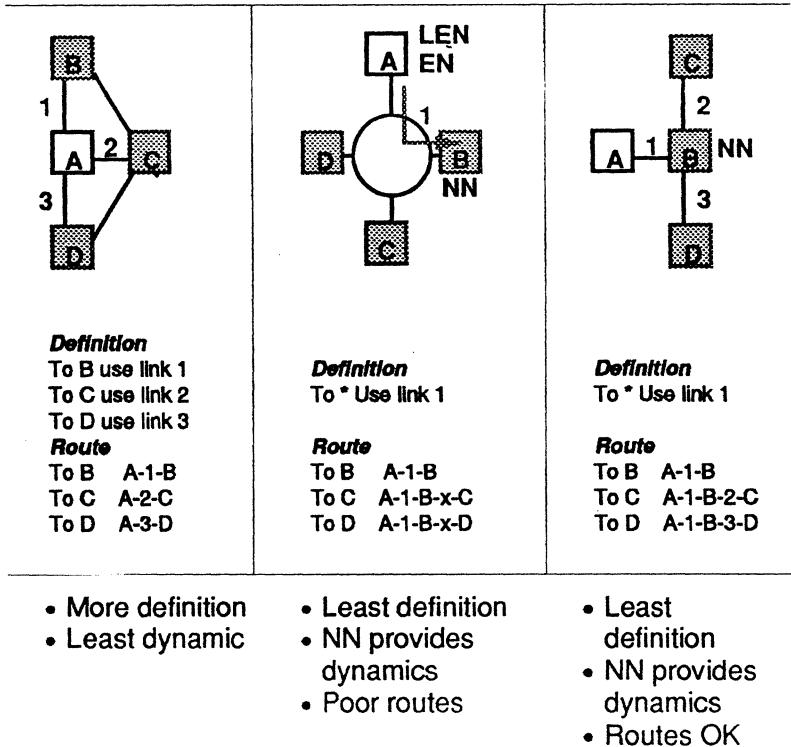 B
1
A
2
C
3
D
Definition
To B use link 1
To C use link 2
To D use link 3
Route
To B A-1-B
To C A-2-C
To D A-3-D
• More definition
• Least dynamic
A
LEN
EN
1
D
B
NN
C
Definition
To * Use link 1
Route
To B A-1-B
To C A-1-B-x-C
To D A-1-B-x-D
• Least definition
• NN provides
dynamics
• Poor routes
C
2
A
1
B
NN
3
D
Definition
To * Use link 1
Route
To B A-1-B
To C A-1-B-2-C
To D A-1-B-3-D
• Least
definition
• NN provides
dynamics
• Routes OK